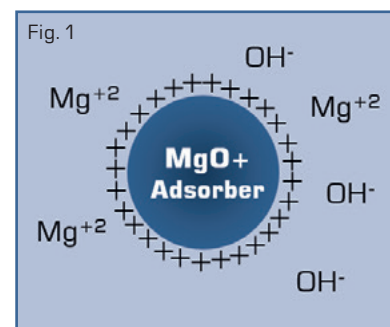 Fig. 1
OH-
Mg+2
Mg+2
MgO+
Adsorber
OH-
Mg+2
OH-